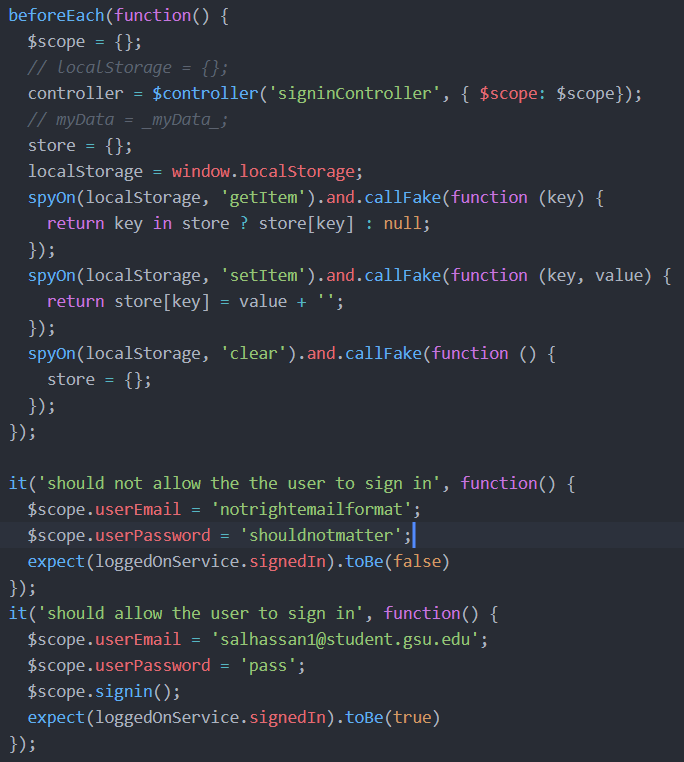 beforeEach(function() {
  $scope = {};
  // localStorage = {};
  controller = $controller('signinController', { $scope: $scope});
  // myData = _myData_;
  store = {};
  localStorage = window.localStorage;
  spyOn(localStorage, 'getItem').and.callFake(function (key) {
    return key in store ? store[key] : null;
  });
  spyOn(localStorage, 'setItem').and.callFake(function (key, value) {
    return store[key] = value + '';
  });
  spyOn(localStorage, 'clear').and.callFake(function () {
    store = {};
  });
});

it('should not allow the the user to sign in', function() {
  $scope.userEmail = 'notrightemailformat';
  $scope.userPassword = 'shouldnotmatter';
  expect(loggedOnService.signedIn).toBe(false)
});
it('should allow the user to sign in', function() {
  $scope.userEmail = 'salhassan1@student.gsu.edu';
  $scope.userPassword = 'pass';
  $scope.signin();
  expect(loggedOnService.signedIn).toBe(true)
});